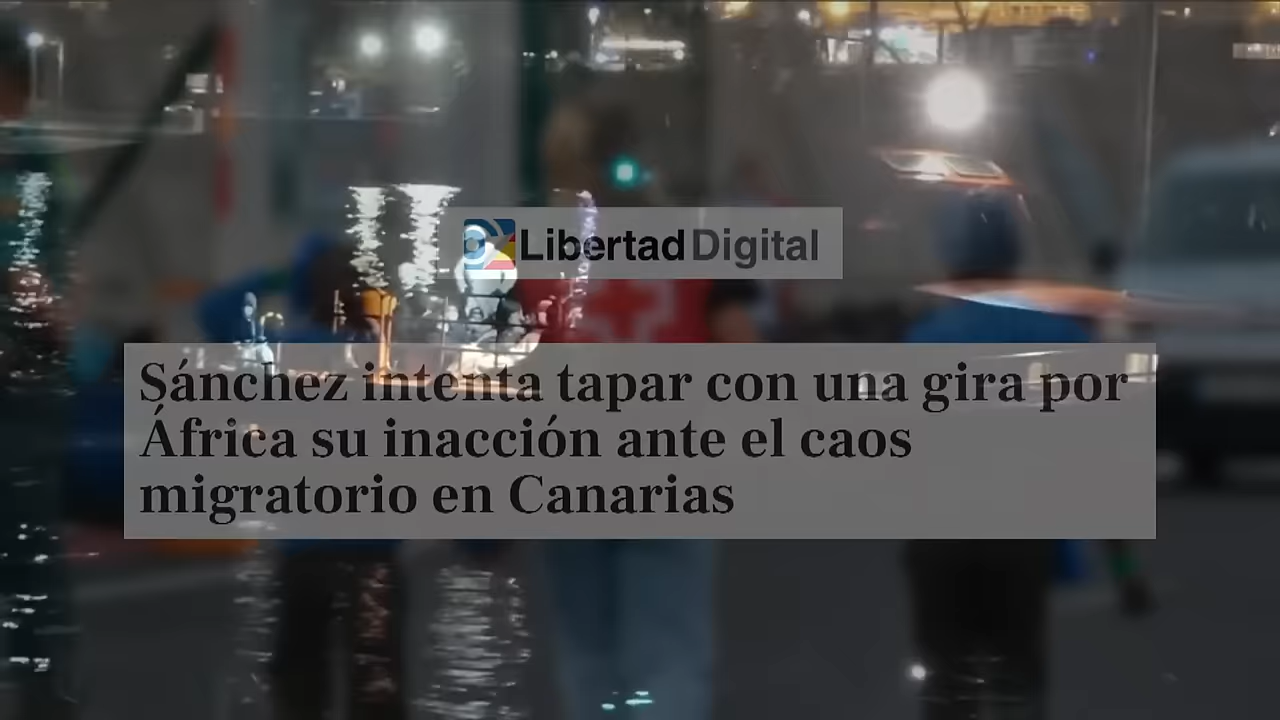 Libertad Digital
Sánchez intenta tapar con una gira por
África su inacción ante el caos
migratorio en Canarias